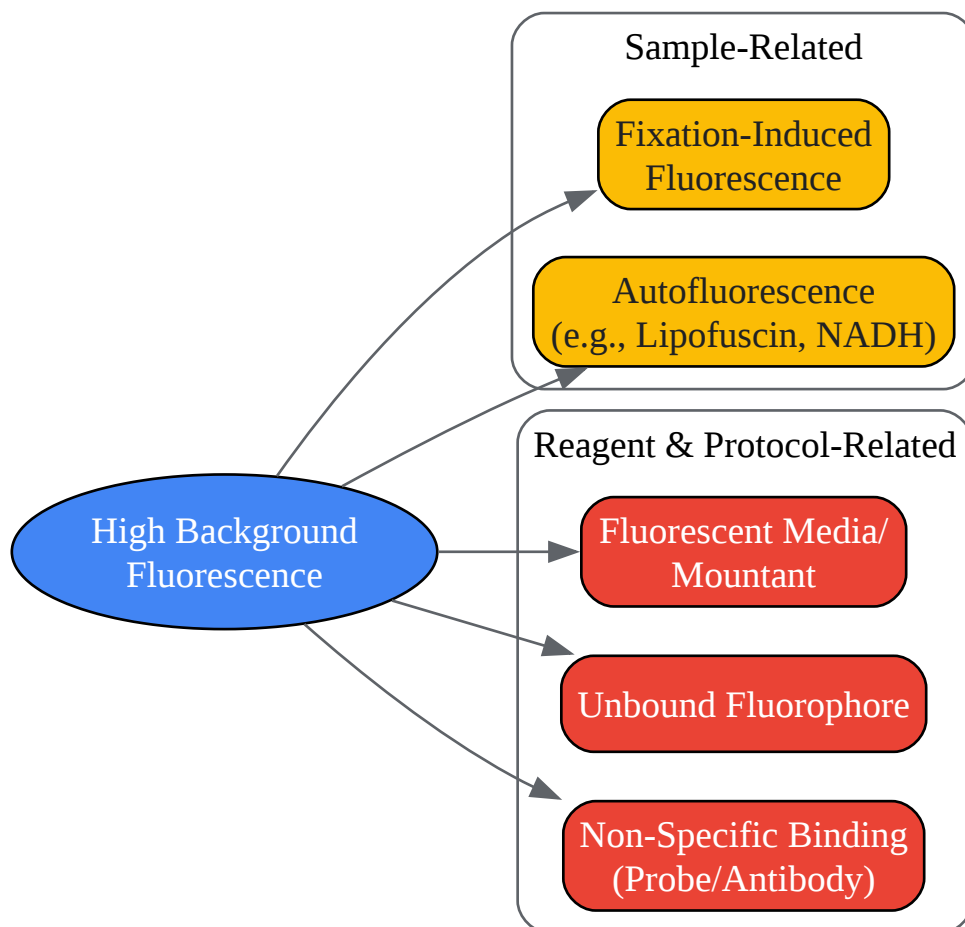 Sample-Related
Fixation-Induced
Fluorescence
Autofluorescence
(e.g., Lipofuscin, NADH)
Reagent & Protocol-Related
High Background
Fluorescence
Fluorescent Media/
Mountant
Unbound Fluorophore
Non-Specific Binding
(Probe/Antibody)